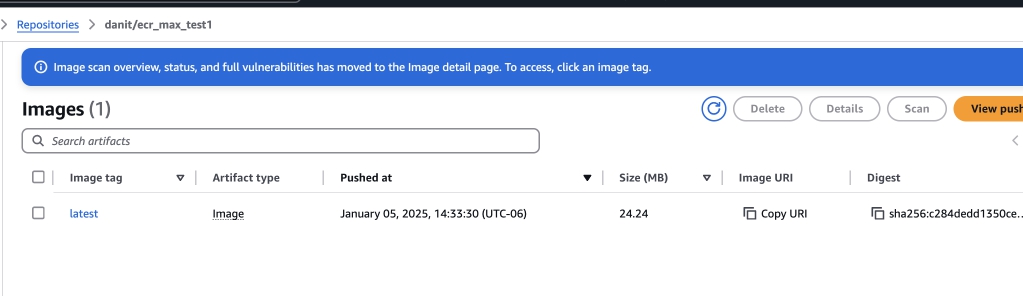 Repositories > danit/ecr_max_test1
Image scan overview, status, and full vulnerabilities has moved to the Image detail page. To access, click an image tag.
Images (1) Delete Details Scan View push
Search artifacts
Image tag Artifact type Pushed at Size (MB) Image URI Digest
latest Image January 05, 2025, 14:33:30 (UTC-06) 24.24 Copy URI sha256:c284dedd1350ce...